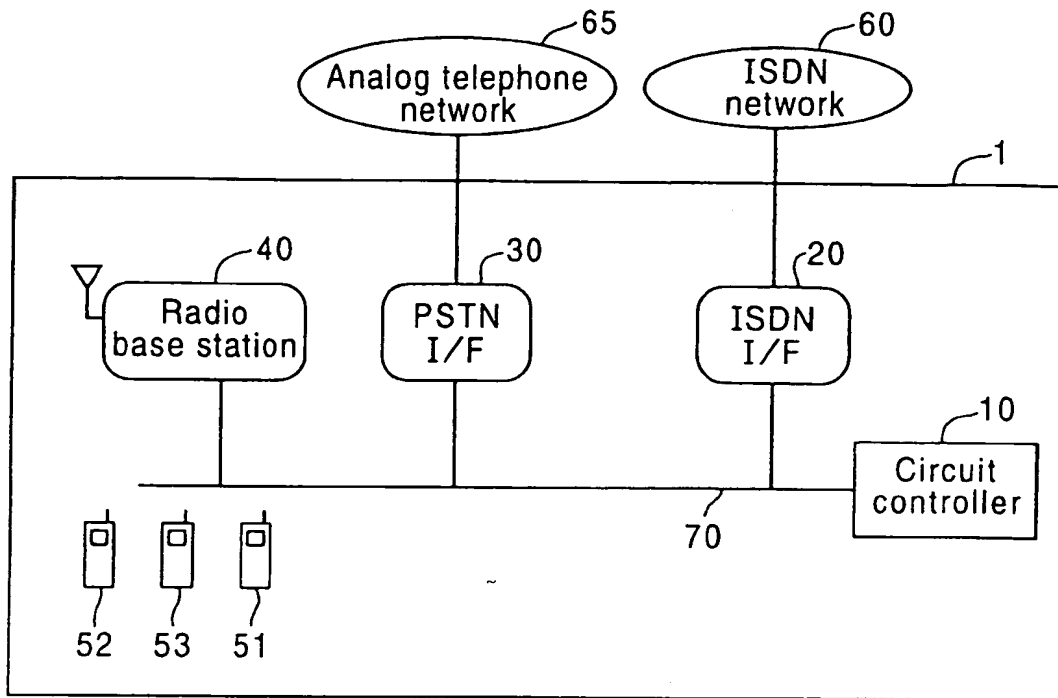 65
60
Analog telephone
network
ISDN
network
1
40
30
20
Radio
base station
PSTN
I/F
ISDN
I/F
10
Circuit
controller
70
52
53
51